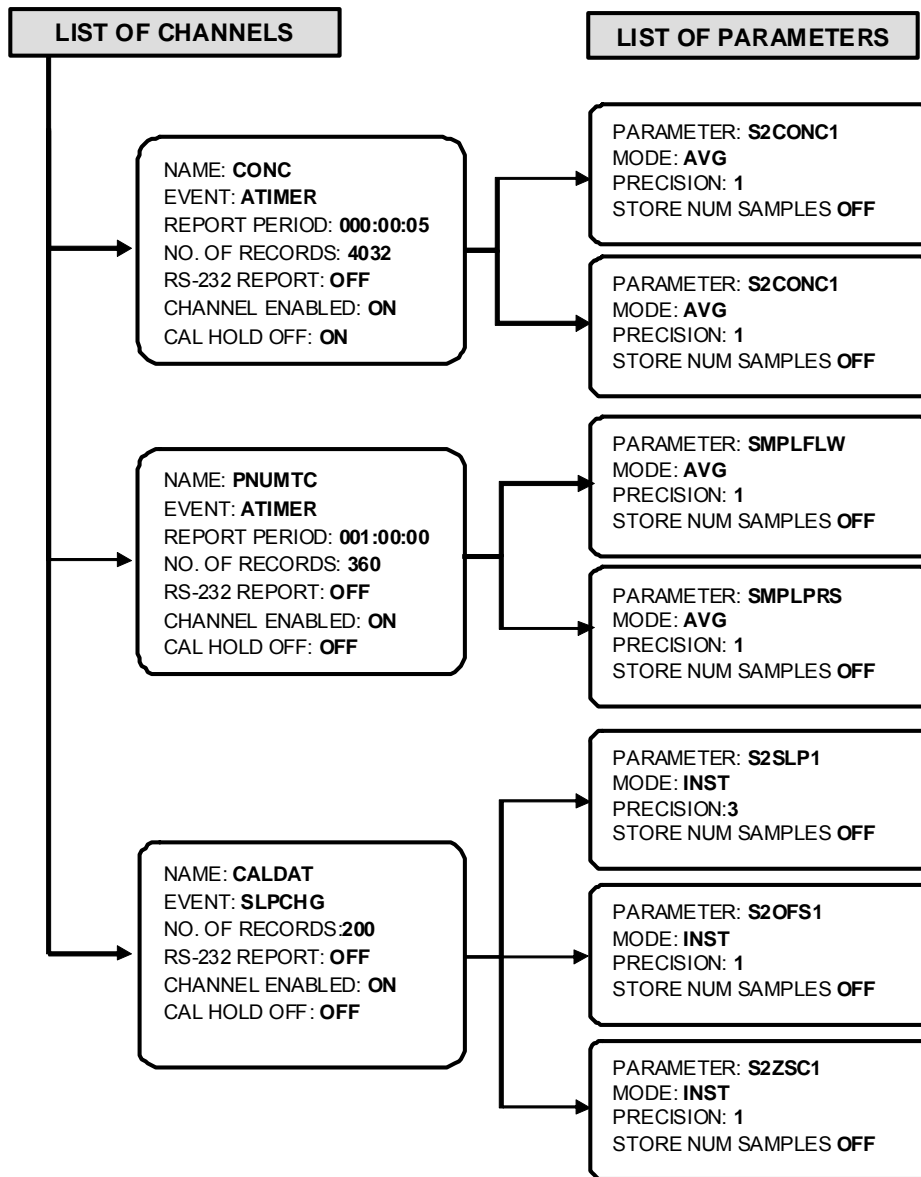 LIST OF CHANNELS
LIST OF PARAMETERS
NAME: CONC
EVENT: ATIMER
REPORT PERIOD: 000:00:05
NO. OF RECORDS: 4032
RS-232 REPORT: OFF
CHANNEL ENABLED: ON
CAL HOLD OFF: ON
PARAMETER: S2CONC1
MODE: AVG
PRECISION: 1
STORE NUM SAMPLES OFF
PARAMETER: S2CONC1
MODE: AVG
PRECISION: 1
STORE NUM SAMPLES OFF
NAME: PNUMTC
EVENT: ATIMER
REPORT PERIOD: 001:00:00
NO. OF RECORDS: 360
RS-232 REPORT: OFF
CHANNEL ENABLED: ON
CAL HOLD OFF: OFF
PARAMETER: SMPLFLW
MODE: AVG
PRECISION: 1
STORE NUM SAMPLES OFF
PARAMETER: SMPLPRS
MODE: AVG
PRECISION: 1
STORE NUM SAMPLES OFF
NAME: CALDAT
EVENT: SLPCHG
NO. OF RECORDS:200
RS-232 REPORT: OFF
CHANNEL ENABLED: ON
CAL HOLD OFF: OFF
PARAMETER: S2SLP1
MODE: INST
PRECISION:3
STORE NUM SAMPLES OFF
PARAMETER: S2OFS1
MODE: INST
PRECISION: 1
STORE NUM SAMPLES OFF
PARAMETER: S2ZSC1
MODE: INST
PRECISION: 1
STORE NUM SAMPLES OFF